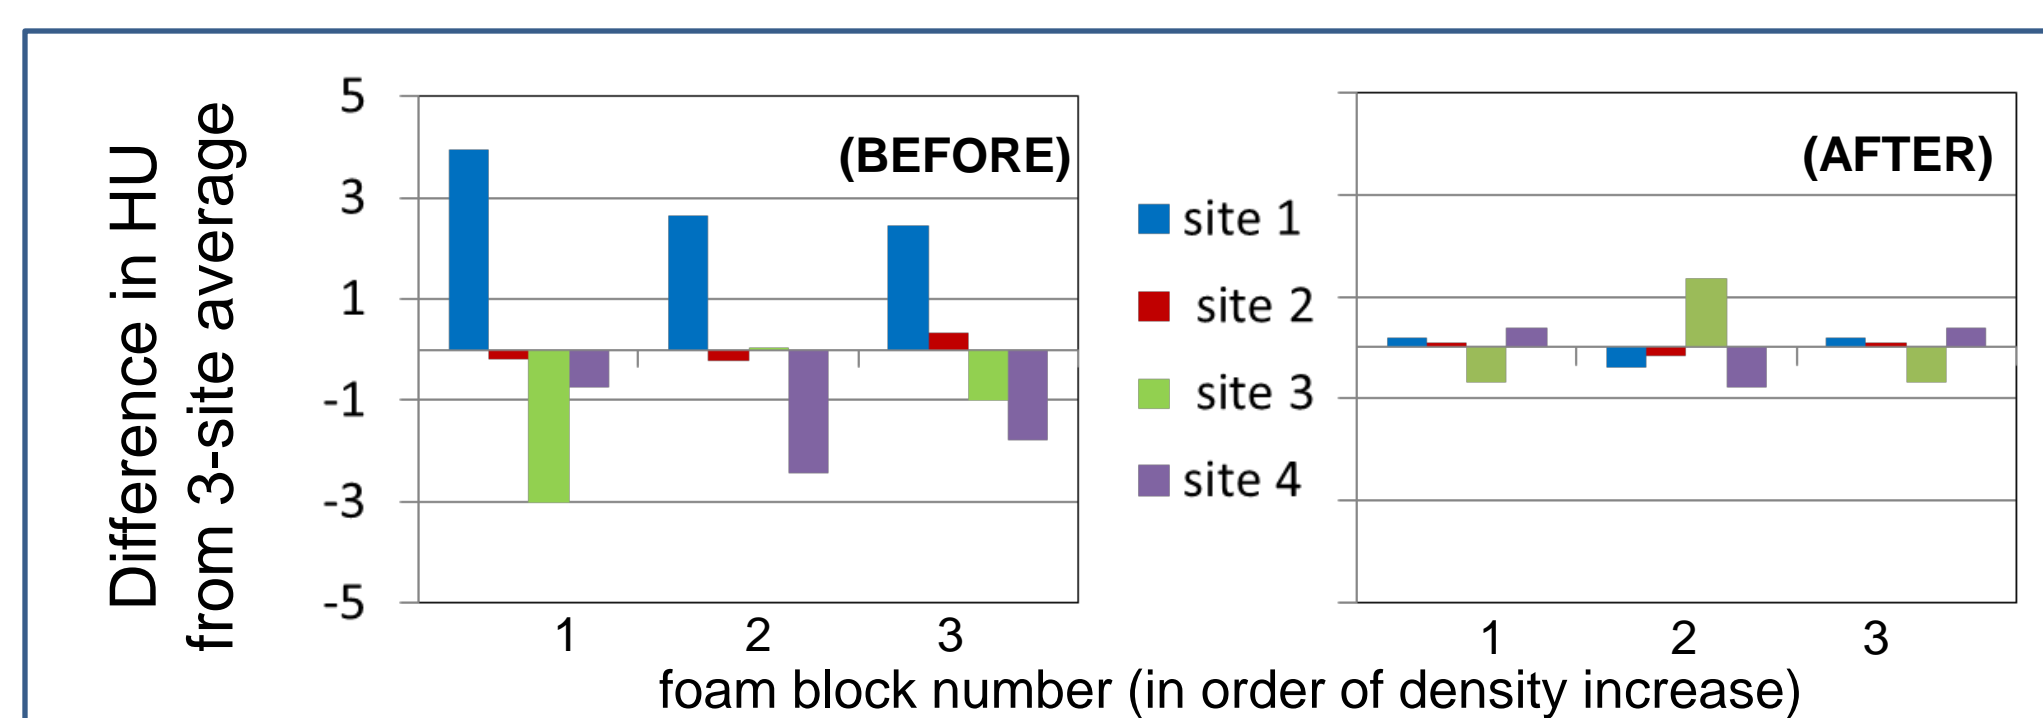 Difference in HU
from 3-site average
5
3
1
-1
-3
-5
(BEFORE)
1 2 3
site 1
site 2
site 3
site 4
(AFTER)
1 2 3
foam block number (in order of density increase)